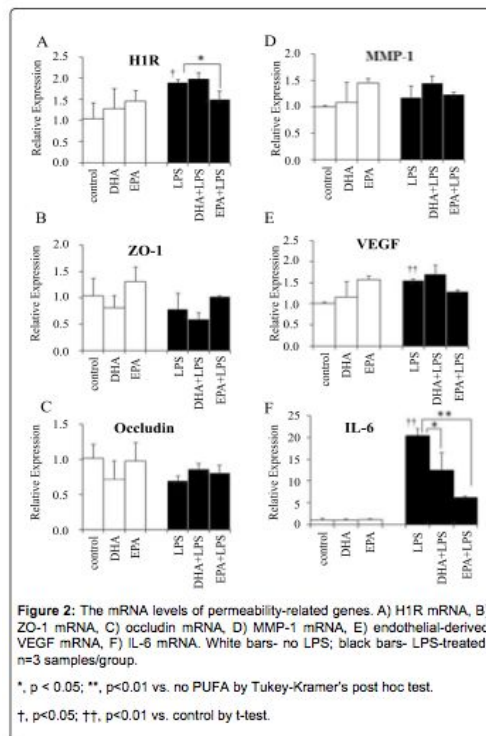 A
H1R
†
*
Relative Expression
2.0
1.5
1.0
0.5
0.0
control
DHA
EPA
LPS
DHA+LPS
EPA+LPS
B
ZO-1
Relative Expression
2.0
1.5
1.0
0.5
0.0
control
DHA
EPA
LPS
DHA+LPS
EPA+LPS
C
Occludin
Relative Expression
1.5
1.0
0.5
0.0
control
DHA
EPA
LPS
DHA+LPS
EPA+LPS
D
MMP-1
Relative Expression
2.0
1.5
1.0
0.5
0.0
control
DHA
EPA
LPS
DHA+LPS
EPA+LPS
E
VEGF
††
Relative Expression
2.0
1.5
1.0
0.5
0.0
control
DHA
EPA
LPS
DHA+LPS
EPA+LPS
F
IL-6
††
**
*
Relative Expression
25
20
15
10
5
0
control
DHA
EPA
LPS
DHA+LPS
EPA+LPS
Figure 2: The mRNA levels of permeability-related genes. A) H1R mRNA, B)
ZO-1 mRNA, C) occludin mRNA, D) MMP-1 mRNA, E) endothelial-derived
VEGF mRNA, F) IL-6 mRNA. White bars- no LPS; black bars- LPS-treated.
n=3 samples/group.
*, p < 0.05; **, p<0.01 vs. no PUFA by Tukey-Kramer's post hoc test.
†, p<0.05; ††, p<0.01 vs. control by t-test.